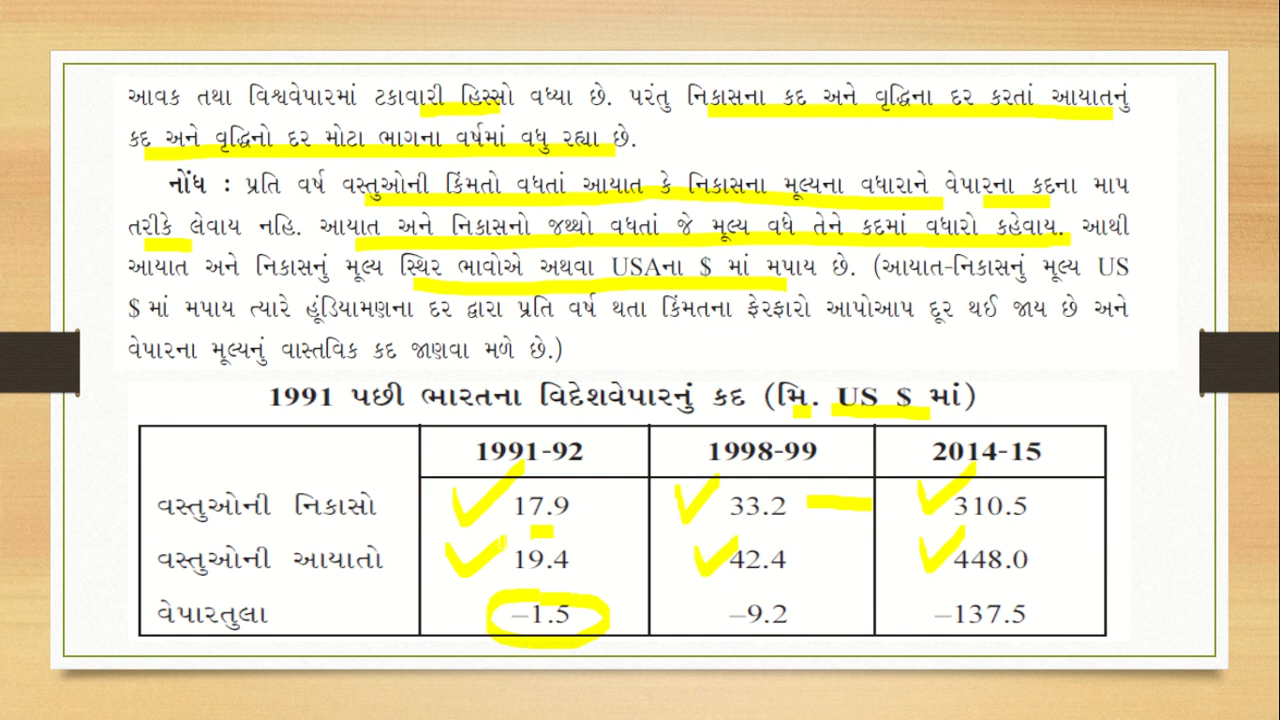 આવક તથા વિશ્વવેપારમાં ટકાવારી હિસ્સો વધ્યા છે. પરંતુ નિકાસના કદ અને વૃદ્ધિના દર કરતાં આયાતનું
કદ અને વૃદ્ધિનો દર મોટા ભાગના વર્ષમાં વધુ રહ્યા છે.
નોંધ : પ્રતિ વર્ષ વસ્તુઓની કિંમતો વધતાં આયાત કે નિકાસના મૂલ્યના વધારાને વેપારના કદના માપ
તરીકે લેવાય નહિ. આયાત અને નિકાસનો જથ્થો વધતાં જે મૂલ્ય વધે તેને કદમાં વધારો કહેવાય. આથી
આયાત અને નિકાસનું મૂલ્ય સ્થિર ભાવોએ અથવા USAના $ માં મપાય છે. (આયાત-નિકાસનું મૂલ્ય US
$ માં મપાય ત્યારે હૂંડિયામણના દર દ્વારા પ્રતિ વર્ષ થતા કિંમતના ફેરફારો આપોઆપ દૂર થઈ જાય છે અને
વેપારના મૂલ્યનું વાસ્તવિક કદ જાણવા મળે છે.)
1991 પછી ભારતના વિદેશવેપારનું કદ (મિ. US $ માં)
1991-92 1998-99 2014-15
વસ્તુઓની નિકાસો 17.9 33.2 310.5
વસ્તુઓની આયાતો 19.4 42.4 448.0
વેપારતુલા –1.5 –9.2 –137.5